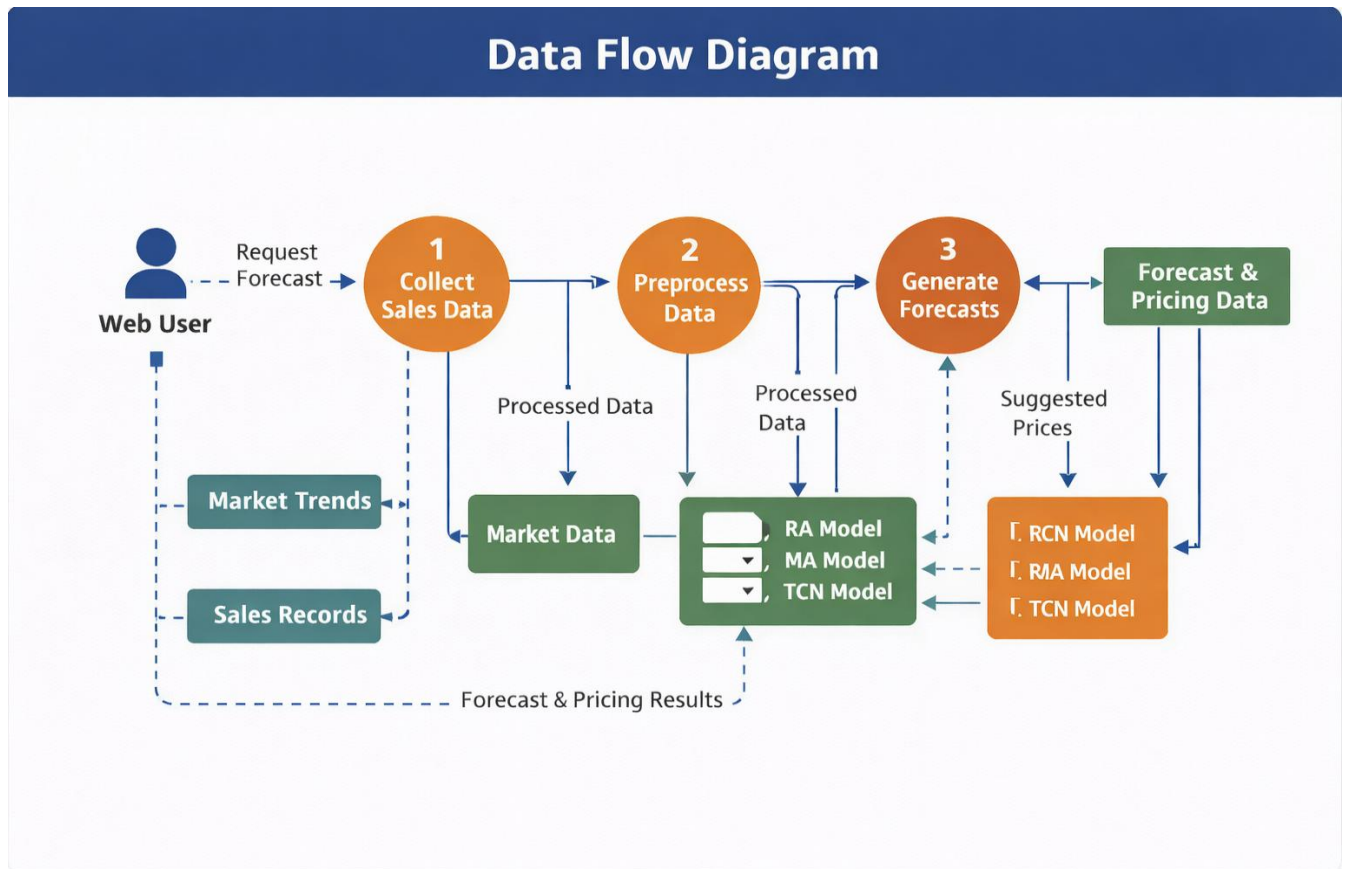 Data Flow Diagram
Request
Forecast
Web User
1
Collect
Sales Data
2
Preprocess
Data
3
Generate
Forecasts
Forecast &
Pricing Data
Processed Data
Processed
Data
Suggested
Prices
Market Trends
Sales Records
Market Data
, RA Model
, MA Model
, TCN Model
RCN Model
RMA Model
TCN Model
Forecast & Pricing Results